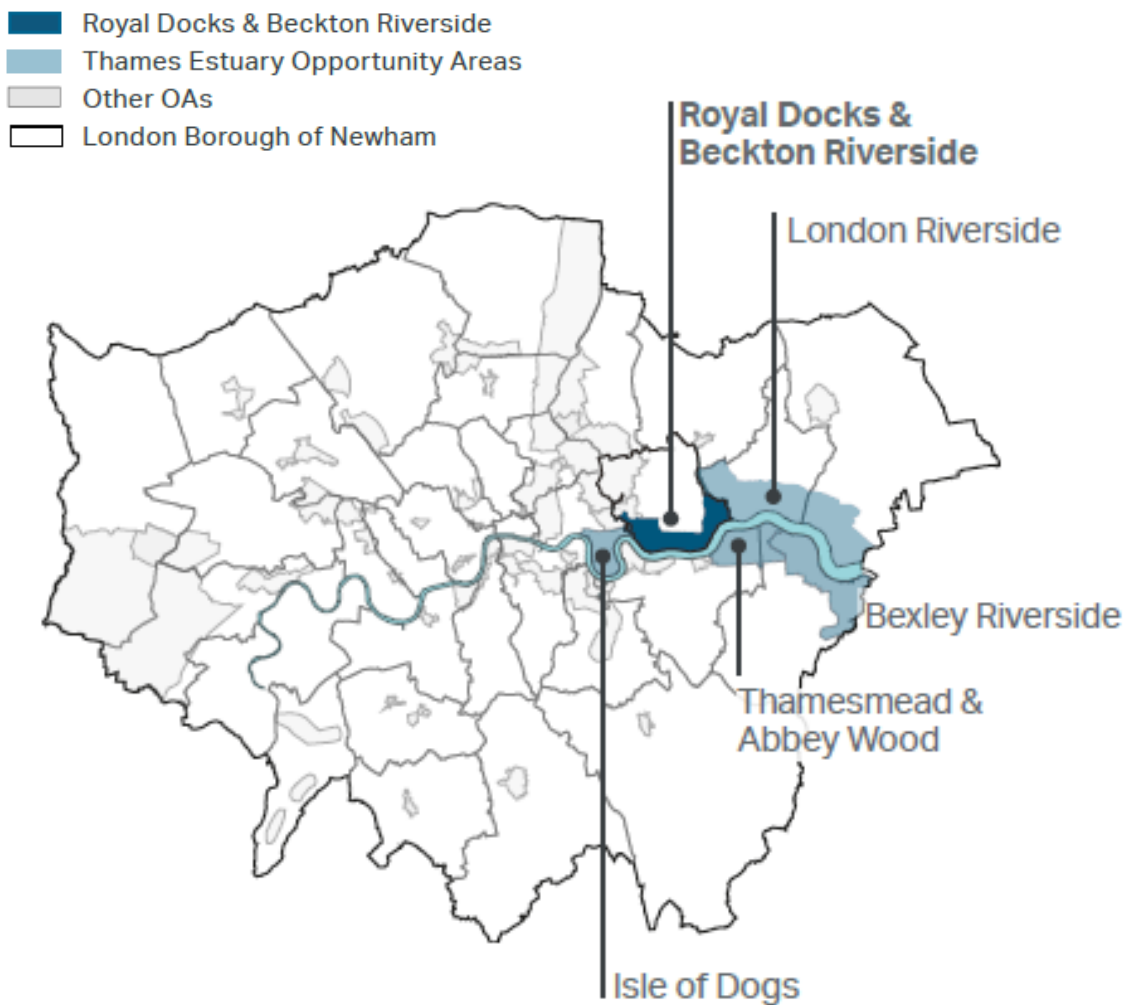 Royal Docks & Beckton Riverside
Thames Estuary Opportunity Areas
Other OAs
London Borough of Newham
Royal Docks &
Beckton Riverside
London Riverside
Bexley Riverside
Thamesmead &
Abbey Wood
Isle of Dogs